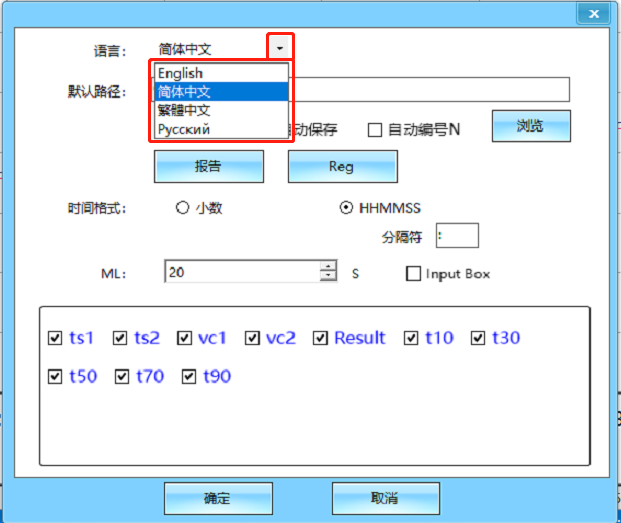 语言: 简体中文
English
默认路径:
简体中文
繁體中文
Русский
动保存 自动编号N 浏览
报告 Reg
时间格式: 小数 HHMMSS
分隔符 :
ML: 20 S Input Box
ts1 ts2 vc1 vc2 Result t10 t30
t50 t70 t90
确定 取消